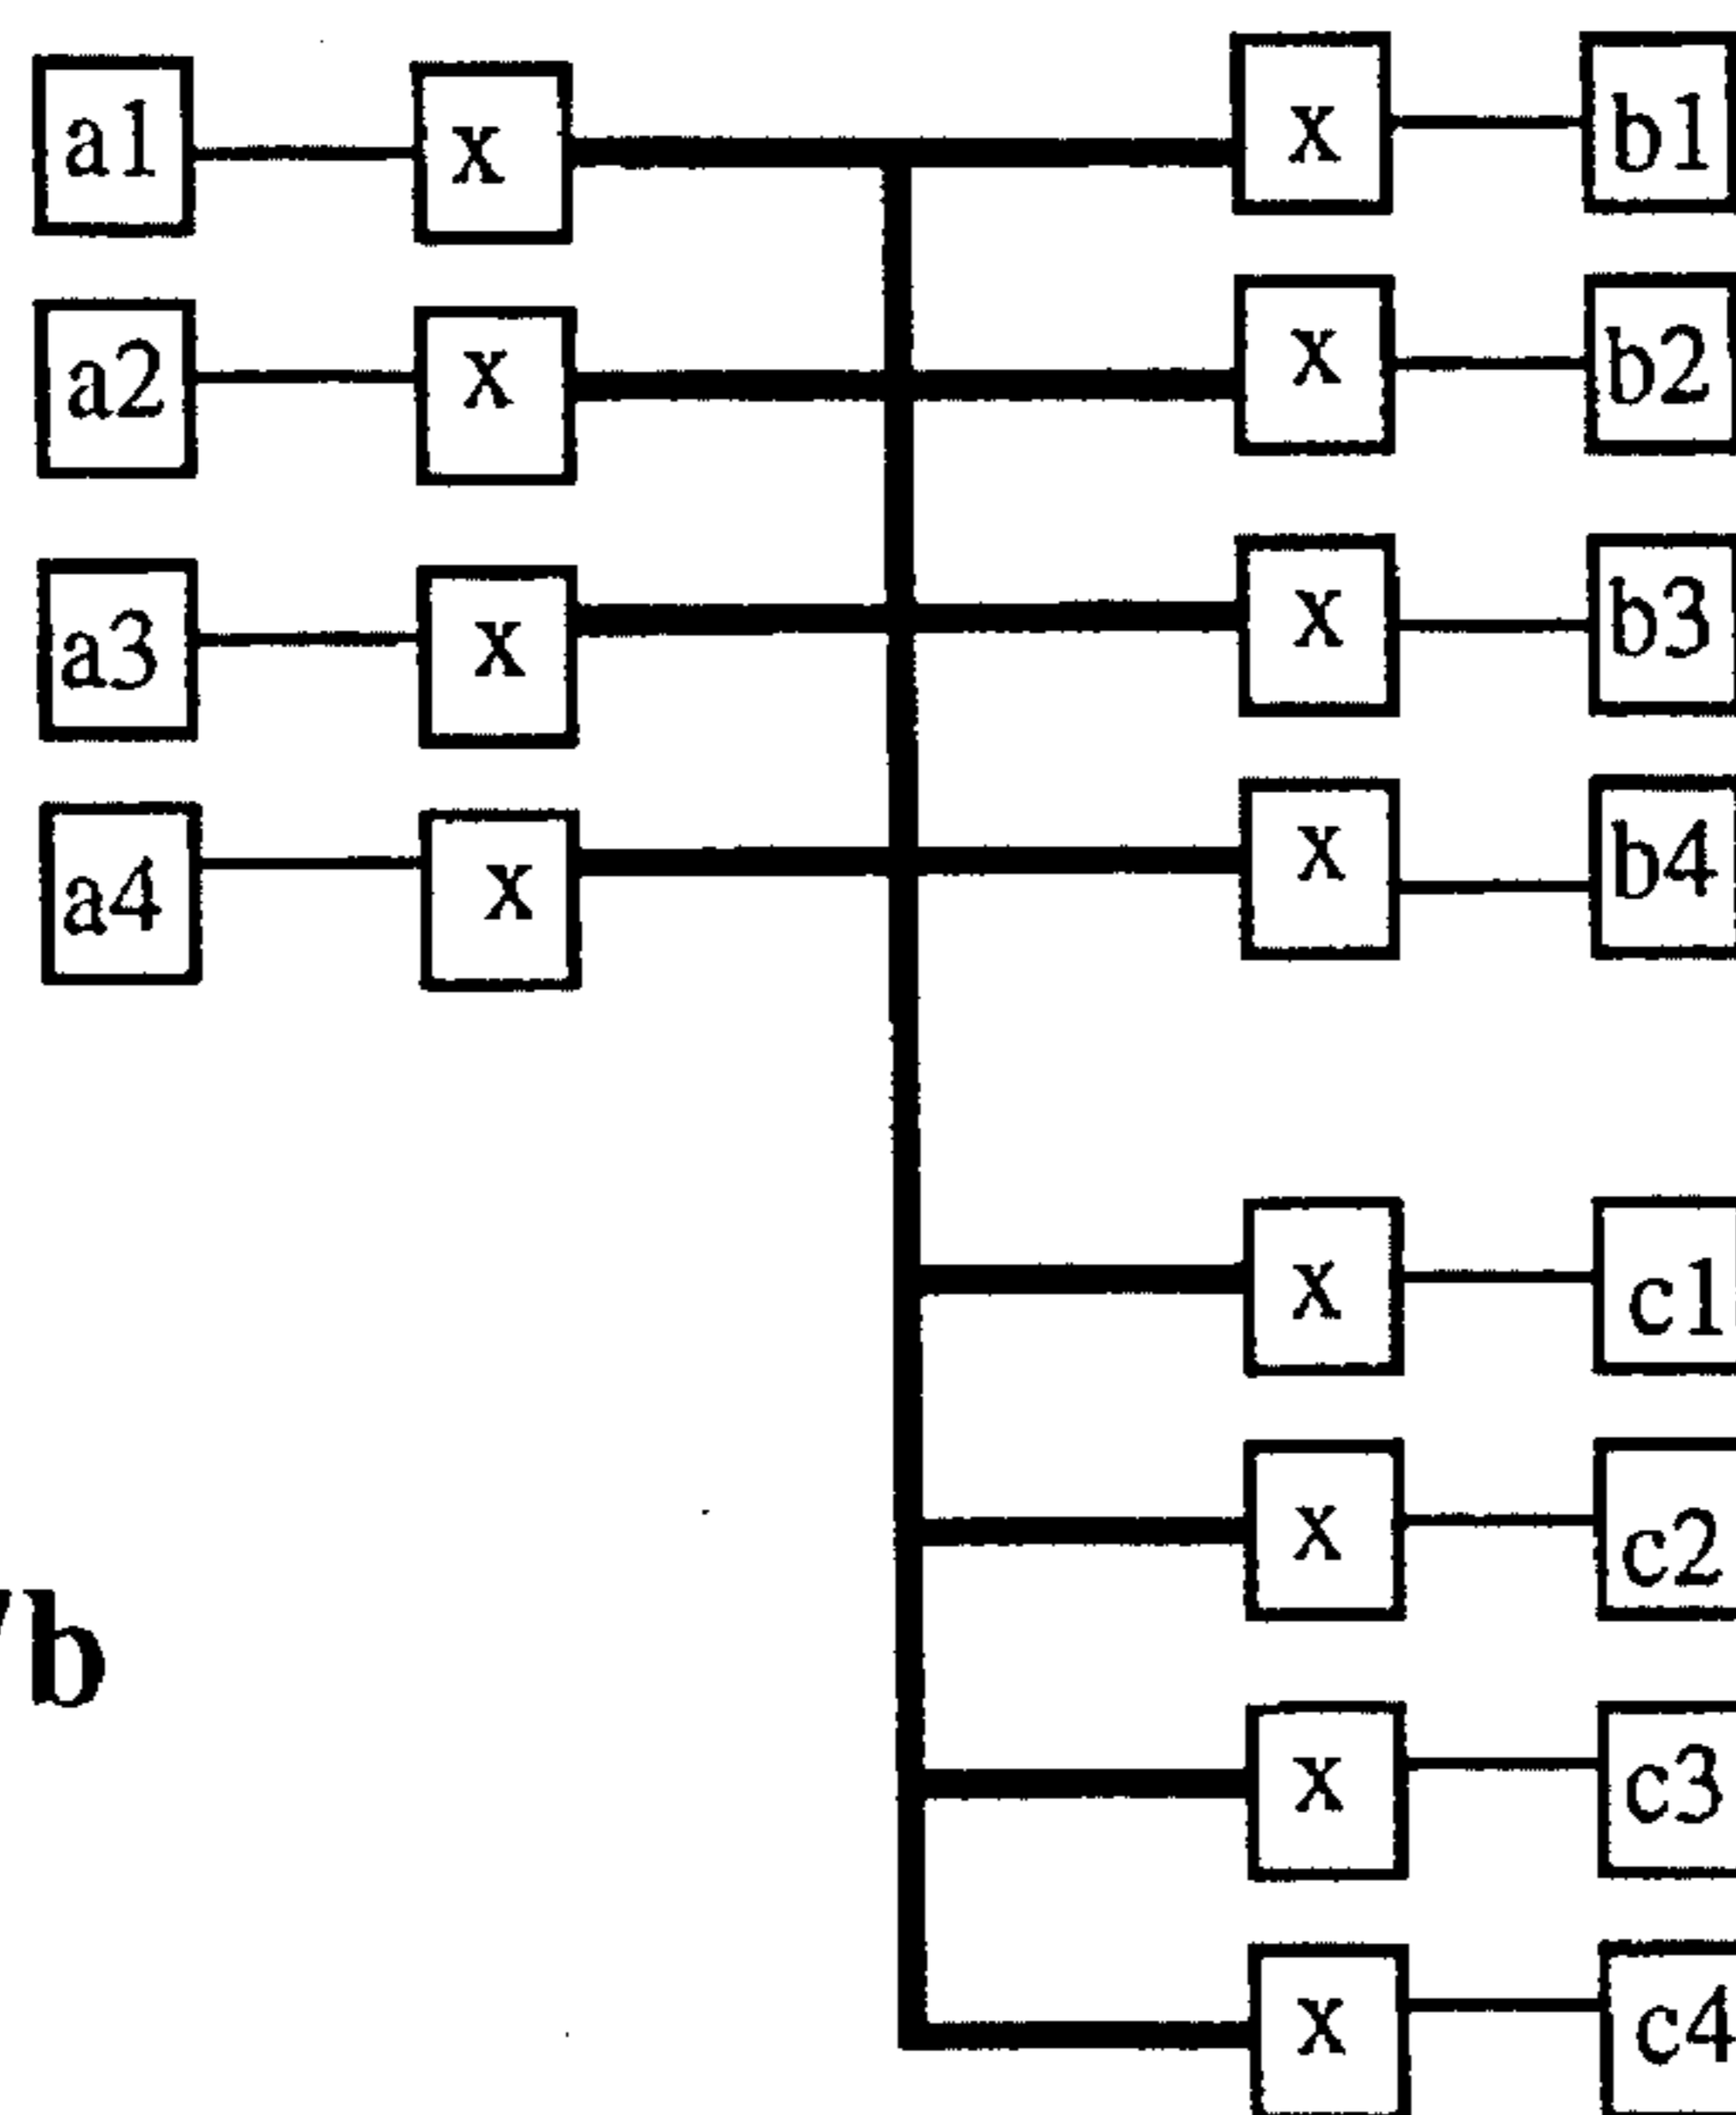 a1 x x b1
a2 x x b2
a3 x x b3
a4 x x b4
x c1
x c2
b
x c3
x c4